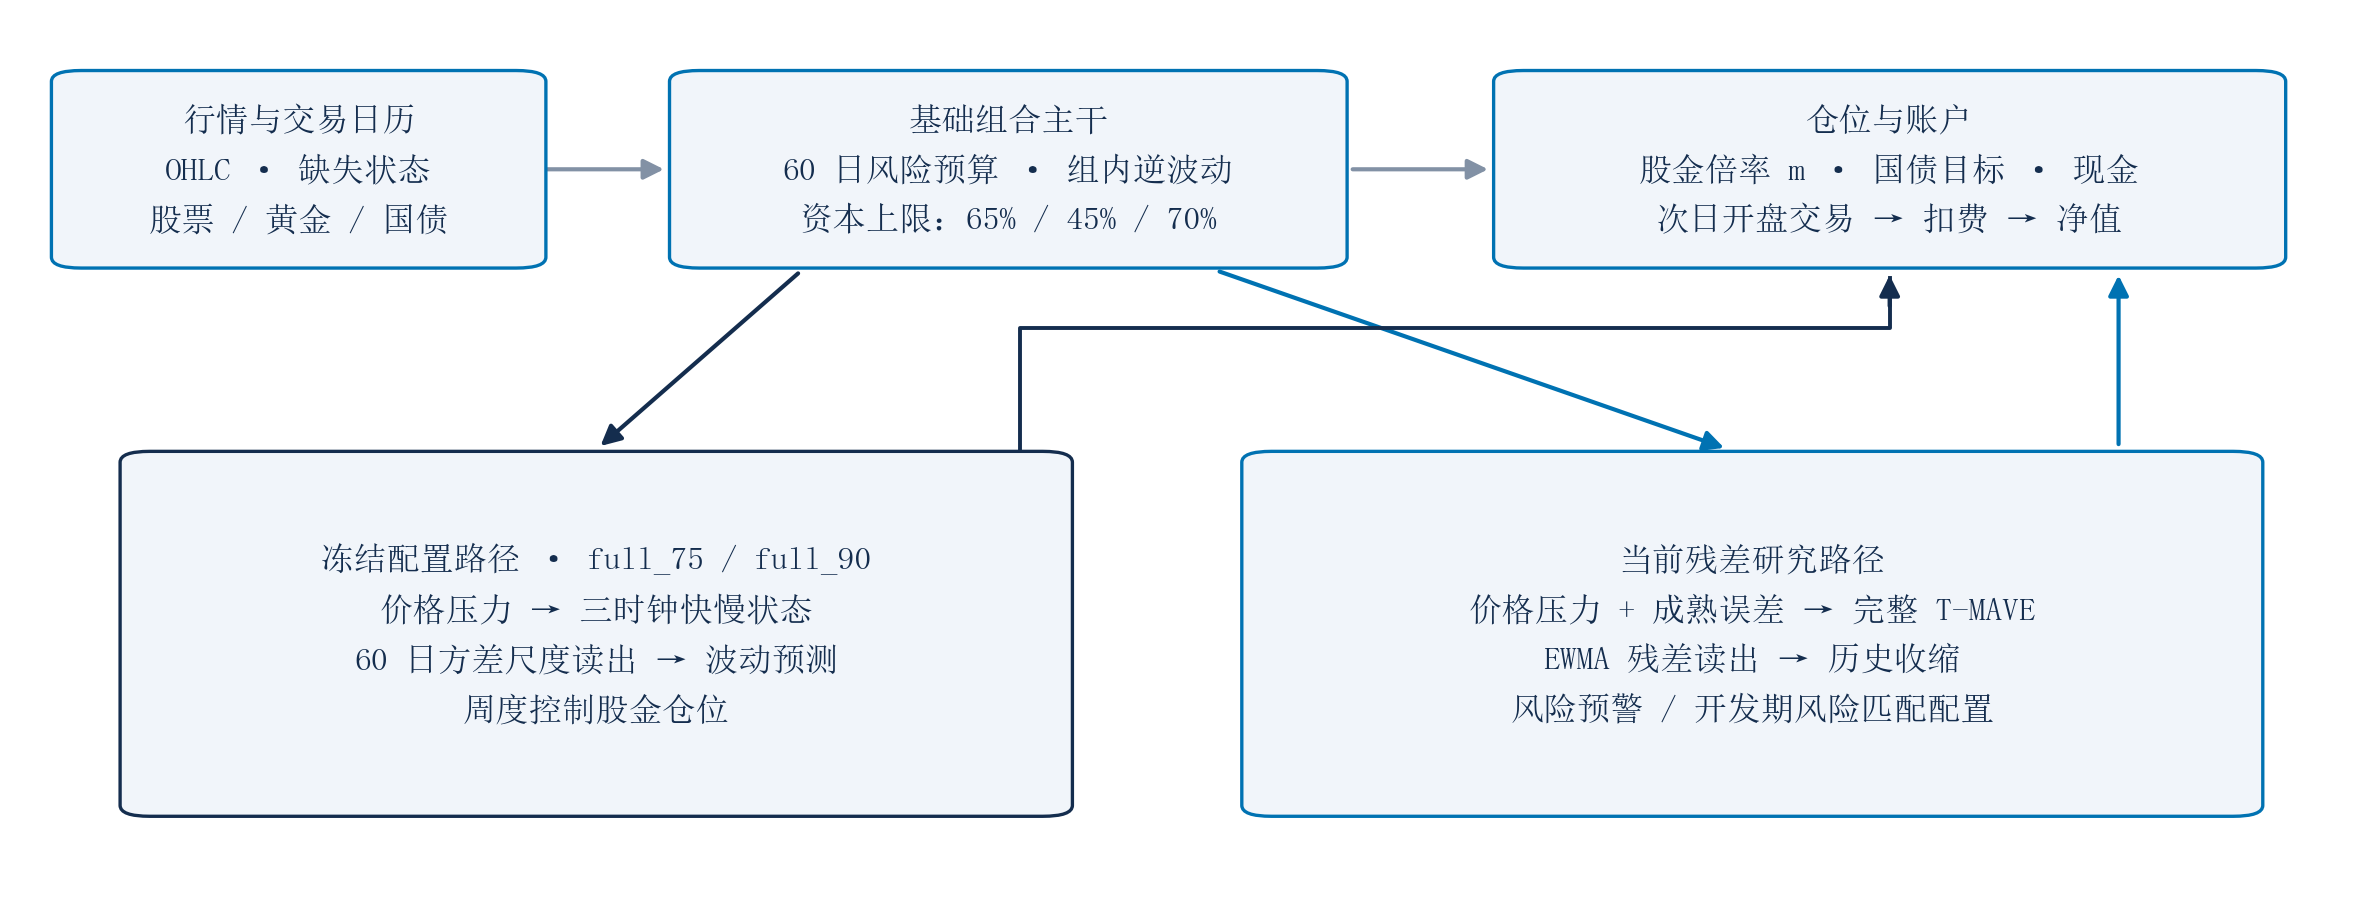 行情与交易日历
OHLC • 缺失状态
股票 / 黄金 / 国债
基础组合主干
60 日风险预算 • 组内逆波动
资本上限：65% / 45% / 70%
仓位与账户
股金倍率 m • 国债目标 • 现金
次日开盘交易 → 扣费 → 净值
冻结配置路径 • full_75 / full_90
价格压力 → 三时钟快慢状态
60 日方差尺度读出 → 波动预测
周度控制股金仓位
当前残差研究路径
价格压力 + 成熟误差 → 完整 T-MAVE
EWMA 残差读出 → 历史收缩
风险预警 / 开发期风险匹配配置